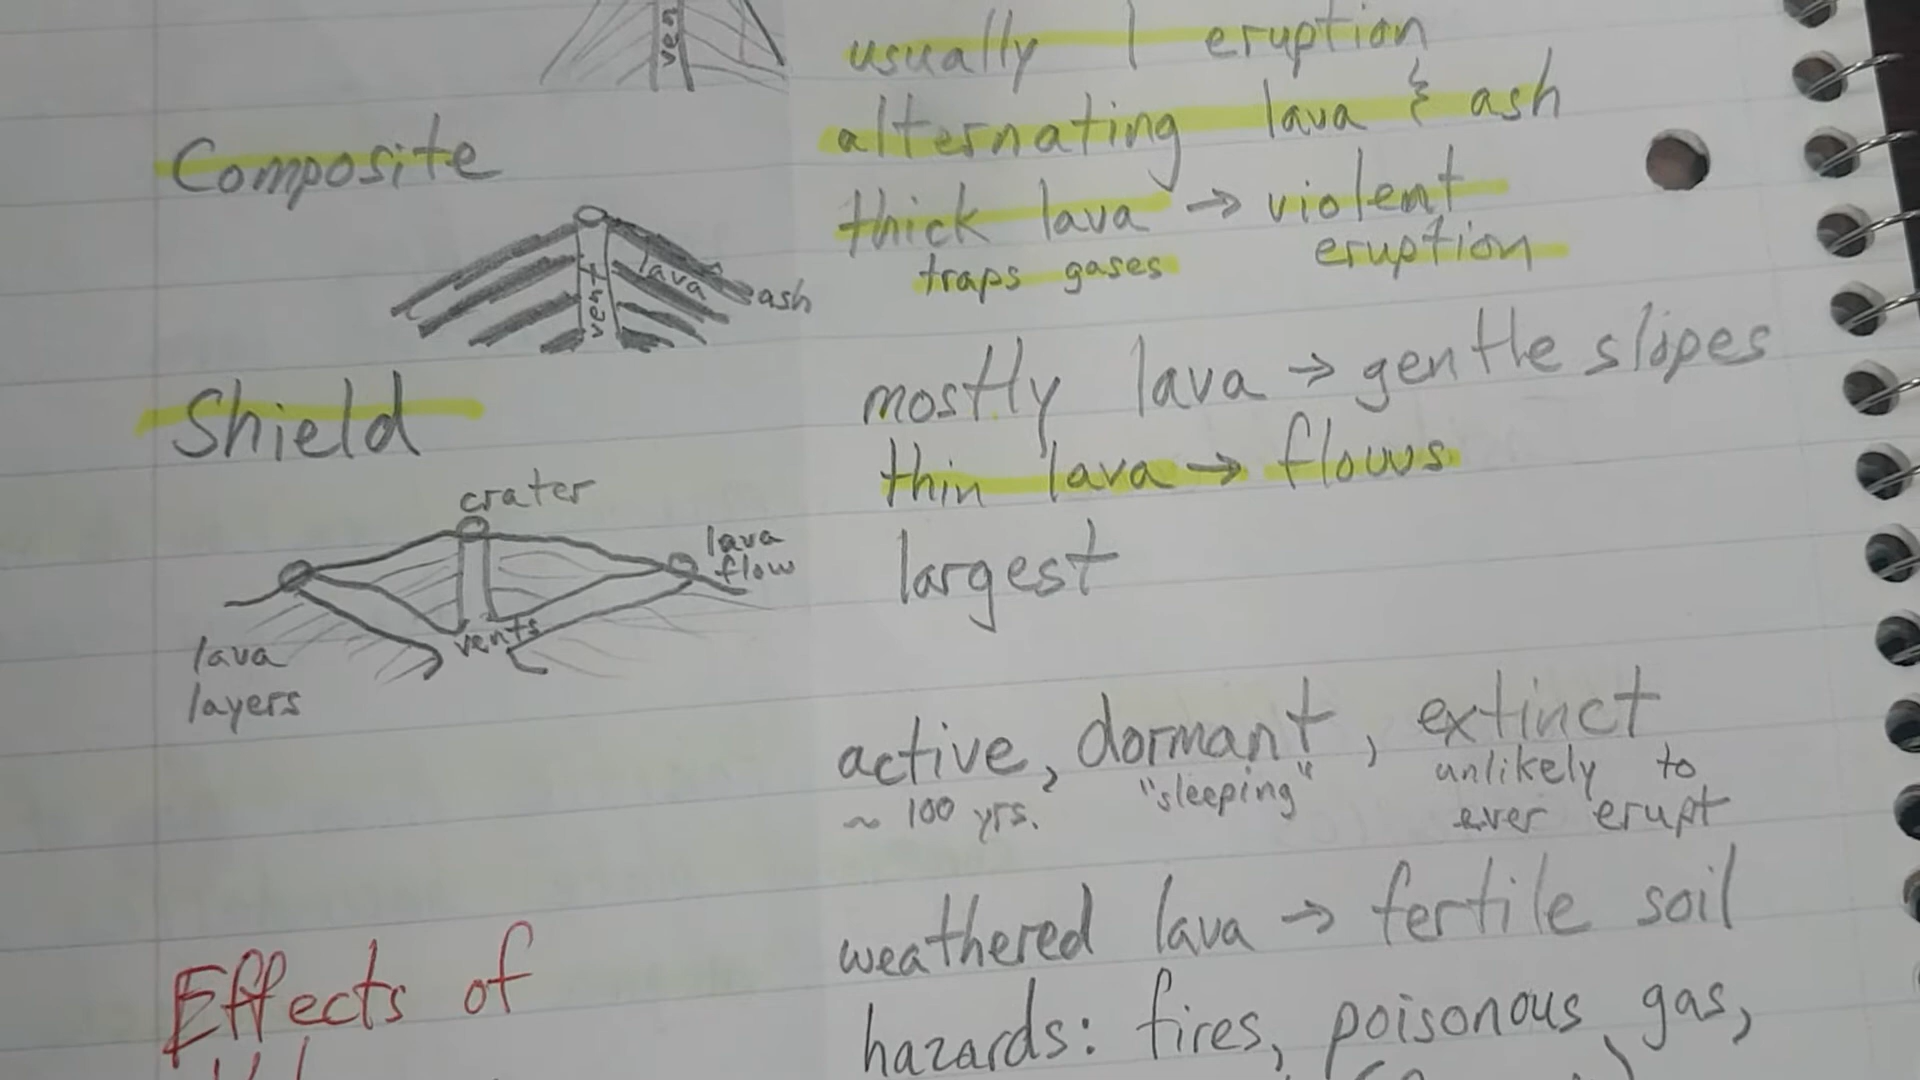 ven
usually 1 eruption
Composite
alternating lava & ash
thick lava → violent
traps gases eruption
lava
ash
vent
Shield
mostly lava → gentle slopes
thin lava → flows
largest
crater
lava
flow
vents
lava
layers
active, dormant, extinct
~ 100 yrs. "sleeping" unlikely to
ever erupt
weathered lava → fertile soil
Effects of
hazards: fires, poisonous gas,